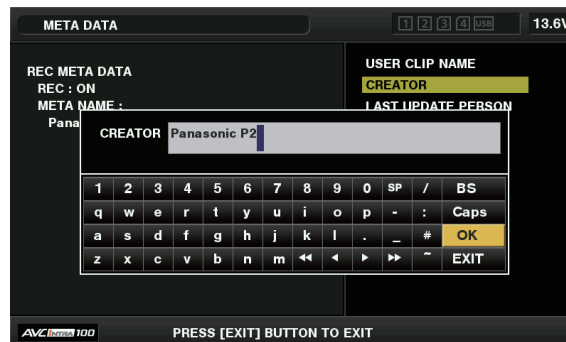 META DATA
1 2 3 4 USB
13.6V
REC META DATA
REC : ON
META NAME :
Pana
USER CLIP NAME
CREATOR
LAST UPDATE PERSON
CREATOR Panasonic P2
1 2 3 4 5 6 7 8 9 0 SP / BS
q w e r t y u i o p - : Caps
a s d f g h j k l . _ # OK
z x c v b n m ◀◀ ◀ ▶ ▶▶ ~ EXIT
AVC INTRA 100
PRESS [EXIT] BUTTON TO EXIT